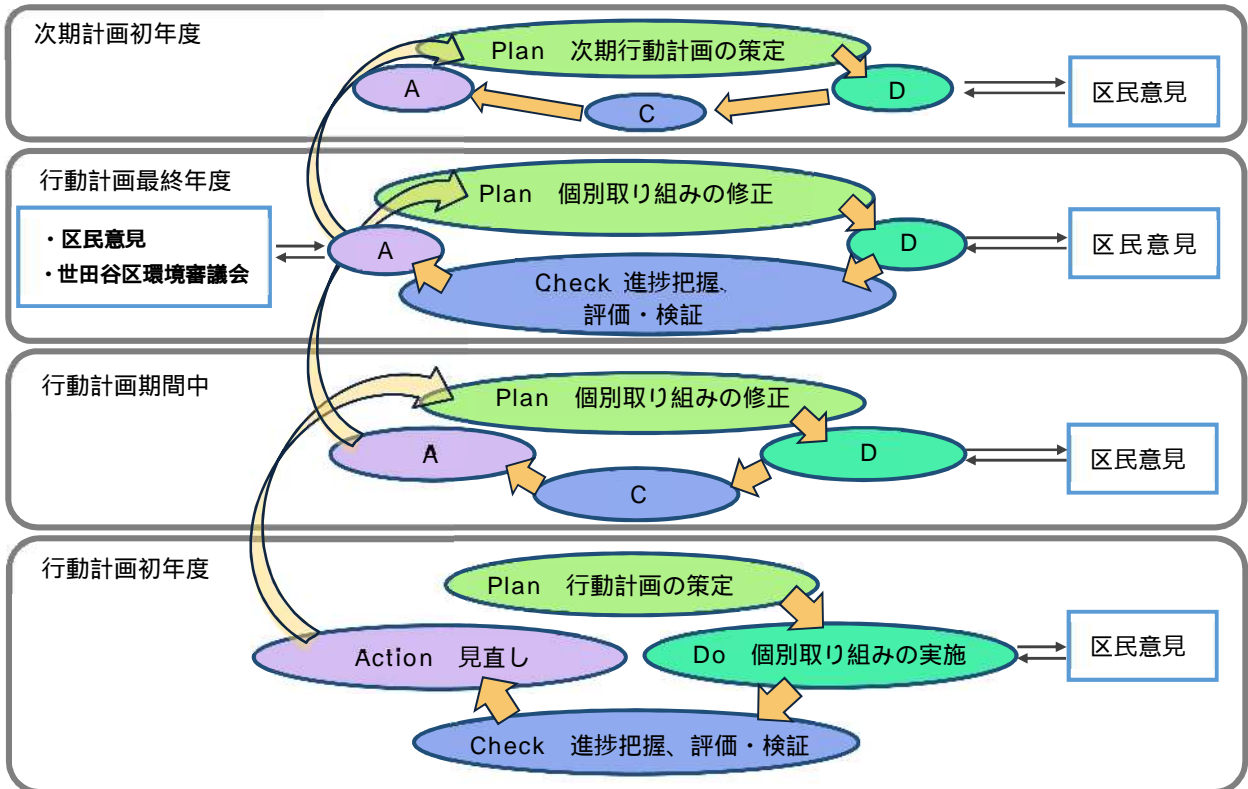 次期計画初年度
Plan 次期行動計画の策定
A
C
D
区民意見
行動計画最終年度
・区民意見
・世田谷区環境審議会
Plan 個別取り組みの修正
A
D
Check 進捗把握、
評価・検証
区民意見
行動計画期間中
Plan 個別取り組みの修正
A
C
D
区民意見
行動計画初年度
Plan 行動計画の策定
Action 見直し
Do 個別取り組みの実施
Check 進捗把握、評価・検証
区民意見